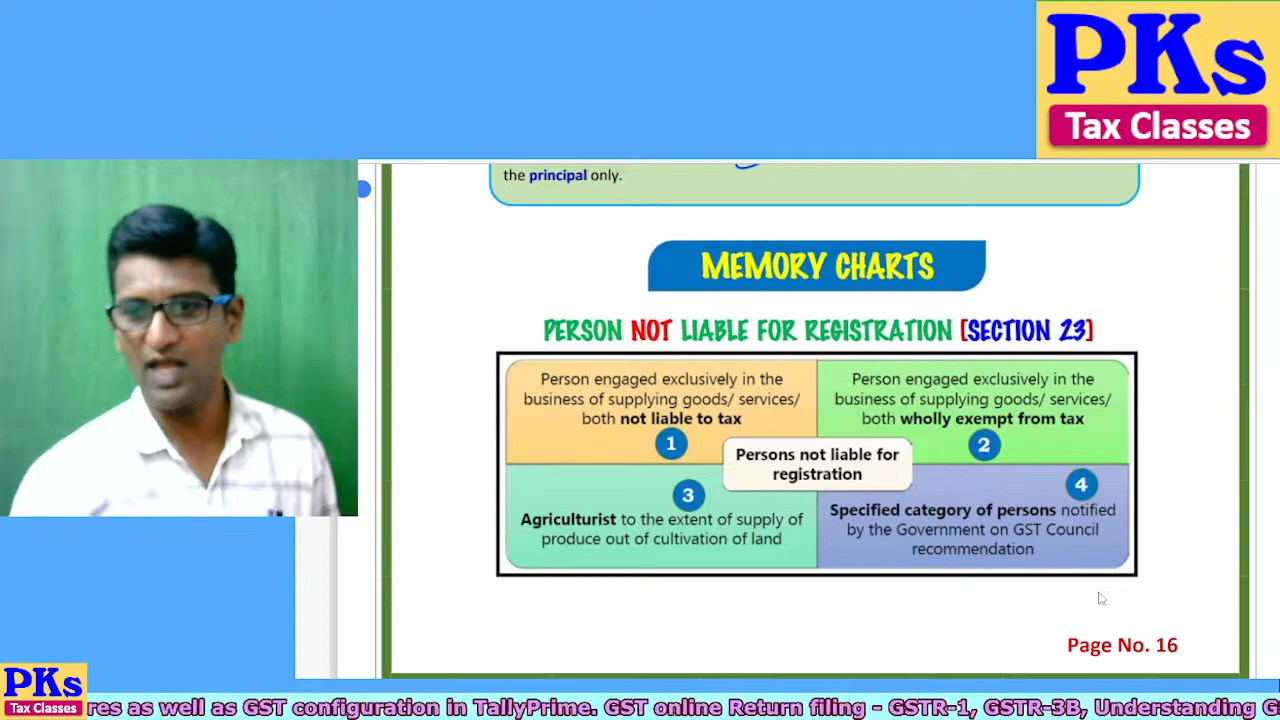 PKs
Tax Classes
the principal only.
MEMORY CHARTS
PERSON NOT LIABLE FOR REGISTRATION [SECTION 23]
Person engaged exclusively in the
business of supplying goods/ services/
both not liable to tax
1
Person engaged exclusively in the
business of supplying goods/ services/
both wholly exempt from tax
2
Persons not liable for
registration
3
Agriculturist to the extent of supply of
produce out of cultivation of land
4
Specified category of persons notified
by the Government on GST Council
recommendation
Page No. 16
PKs
Tax Classes
res as well as GST configuration in TallyPrime. GST online Return filing - GSTR-1, GSTR-3B, Understanding G